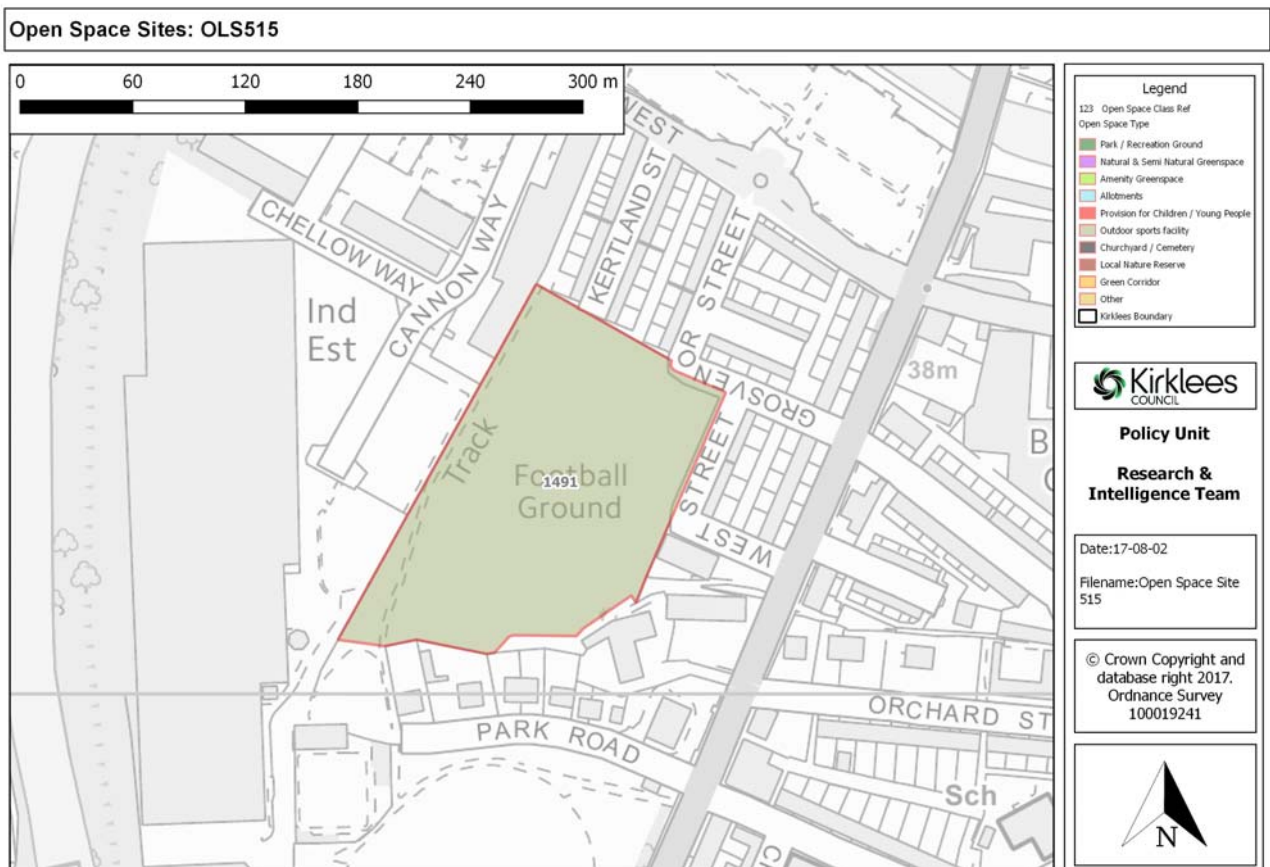 Open Space Sites: OLS515
0 60 120 180 240 300 m
WEST
CHELLOW WAY
CANNON WAY
KERTLAND ST
GROSVENOR STREET
Ind
Est
38m
Track
Football
Ground
1491
WEST STREET
B
PARK ROAD
ORCHARD ST
Sch
Legend
123 Open Space Class Ref
Open Space Type
Park / Recreation Ground
Natural & Semi Natural Greenspace
Amenity Greenspace
Allotments
Provision for Children / Young People
Outdoor sports facility
Churchyard / Cemetery
Local Nature Reserve
Green Corridor
Other
Kirklees Boundary
Kirklees
COUNCIL
Policy Unit
Research &
Intelligence Team
Date:17-08-02
Filename:Open Space Site
515
© Crown Copyright and
database right 2017.
Ordnance Survey
100019241
N